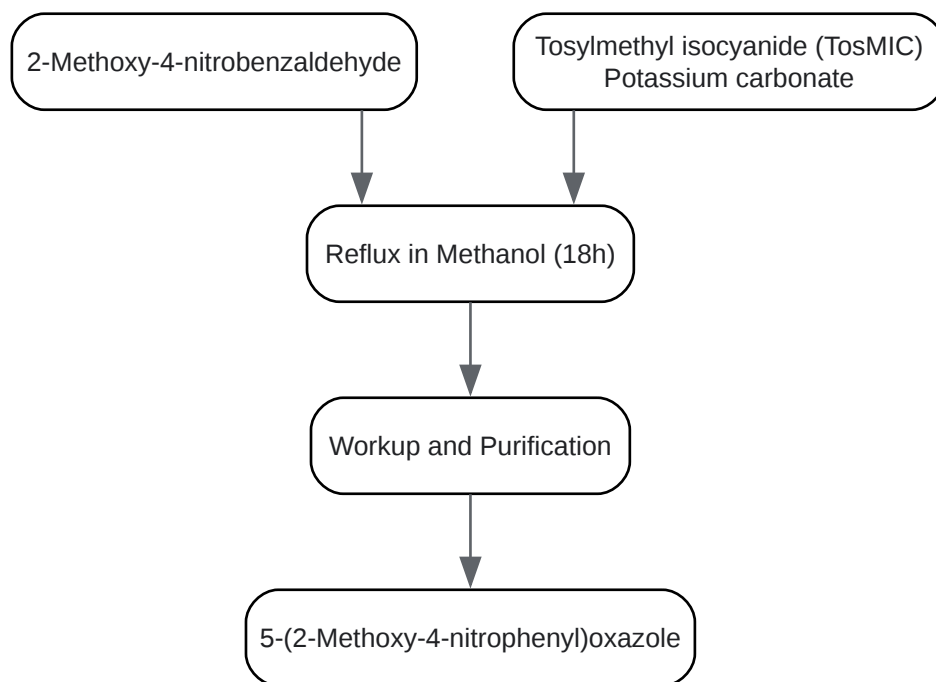 2-Methoxy-4-nitrobenzaldehyde
Tosylmethyl isocyanide (TosMIC)
Potassium carbonate
Reflux in Methanol (18h)
Workup and Purification
5-(2-Methoxy-4-nitrophenyl)oxazole